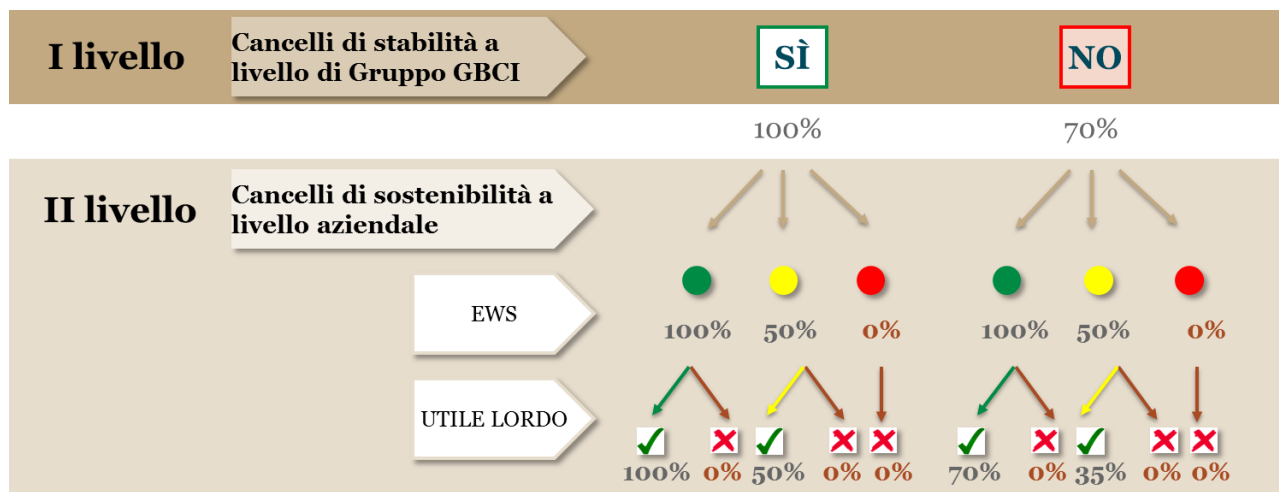 I livello
Cancelli di stabilità a
livello di Gruppo GBCI
SÌ
NO
100%
70%
II livello
Cancelli di sostenibilità a
livello aziendale
EWS
100% 50% 0% 100% 50% 0%
UTILE LORDO
100% 0% 50% 0% 0% 70% 0% 35% 0% 0%